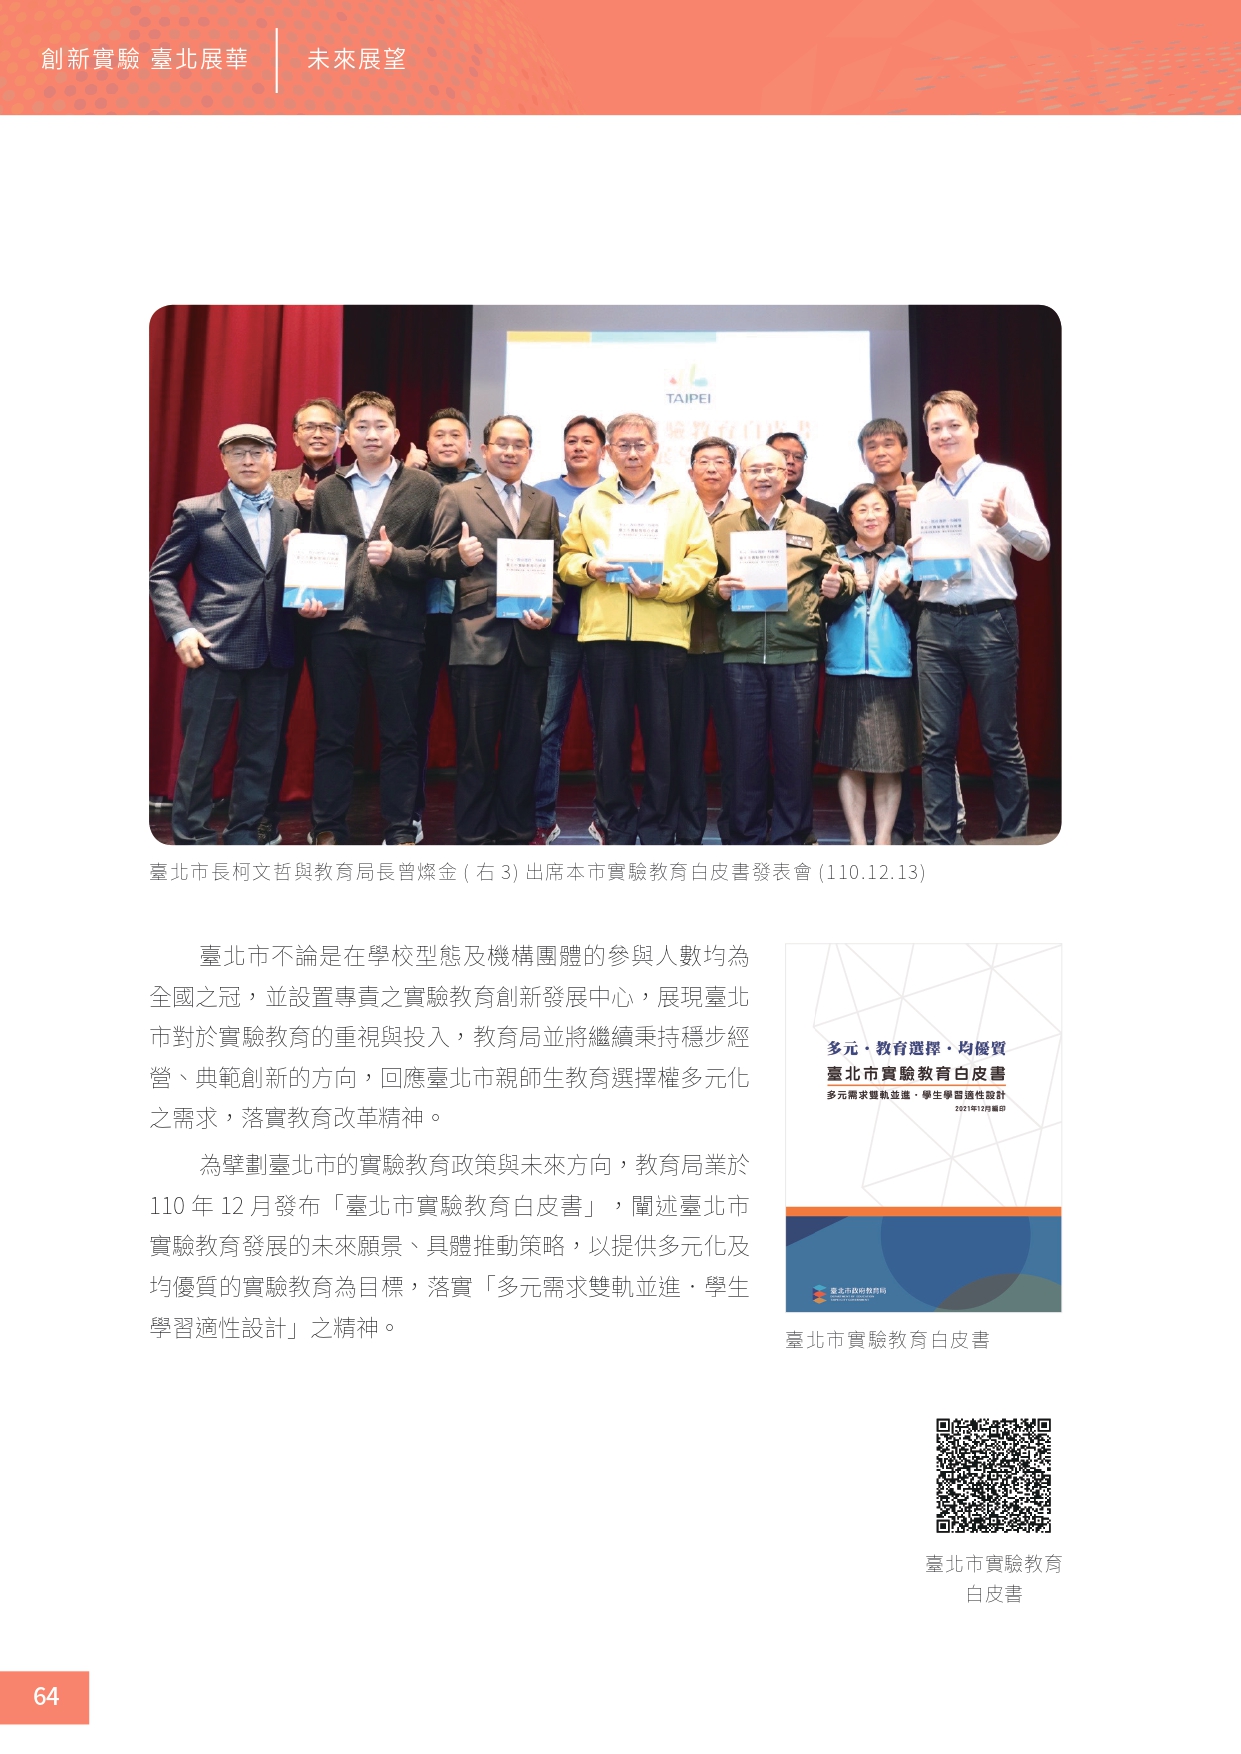 創新實驗 臺北展華
未來展望
TAIPEI
驗教育白皮書
臺北市長柯文哲與教育局長曾燦金 ( 右 3) 出席本市實驗教育白皮書發表會 (110.12.13)
臺北市不論是在學校型態及機構團體的參與人數均為
全國之冠，並設置專責之實驗教育創新發展中心，展現臺北
市對於實驗教育的重視與投入，教育局並將繼續秉持穩步經
營、典範創新的方向，回應臺北市親師生教育選擇權多元化
之需求，落實教育改革精神。
為擘劃臺北市的實驗教育政策與未來方向，教育局業於
110 年 12 月發布「臺北市實驗教育白皮書」，闡述臺北市
實驗教育發展的未來願景、具體推動策略，以提供多元化及
均優質的實驗教育為目標，落實「多元需求雙軌並進．學生
學習適性設計」之精神。
多元．教育選擇．均優質
臺北市實驗教育白皮書
多元需求雙軌並進．學生學習適性設計
2021年12月編印
臺北市政府教育局
臺北市實驗教育白皮書
臺北市實驗教育
白皮書
64